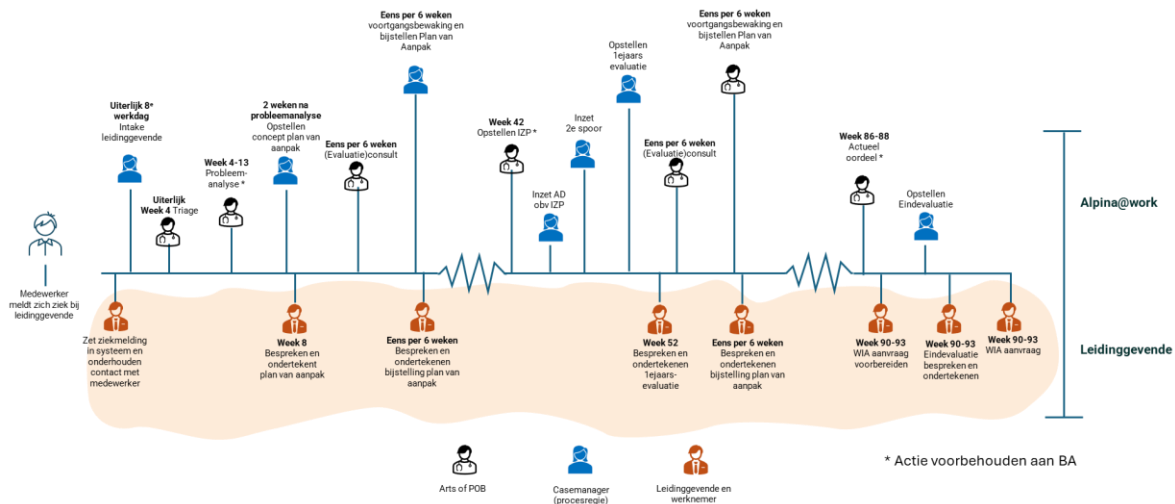 Medewerker
meldt zich ziek bij
leidinggevende
Uiterlijk 8*
werkdag
Intake
leidinggevende
Uiterlijk
Week 4 Triage
Week 4-13
Probleem-
analyse *
2 weken na
probleemanalyse
Opstellen
concept plan van
aanpak
Eens per 6 weken
(Evaluatie)consult
Eens per 6 weken
voortgangsbewaking en
bijstellen Plan van
Aanpak
Week 42
Opstellen IZP *
Inzet AD
obv IZP
Inzet
2e spoor
Opstellen
1ejaars
evaluatie
Eens per 6 weken
(Evaluatie)consult
Eens per 6 weken
voortgangsbewaking en
bijstellen Plan van
Aanpak
Week 86-88
Actueel
oordeel *
Opstellen
Eindevaluatie
Alpina@work
Zet ziekmelding
in systeem en
onderhouden
contact met
medewerker
Week 8
Bespreken en
ondertekent
plan van aanpak
Eens per 6 weken
Bespreken en
ondertekenen
bijstelling plan van
aanpak
Week 52
Bespreken en
ondertekenen
1ejaars-
evaluatie
Eens per 6 weken
Bespreken en
ondertekenen
bijstelling plan van
aanpak
Week 90-93
WIA aanvraag
voorbereiden
Week 90-93
Eindevaluatie
bespreken en
ondertekenen
Week 90-93
WIA aanvraag
Leidinggevende
Arts of POB
Casemanager
(procesregie)
Leidinggevende en
werknemer
* Actie voorbehouden aan BA